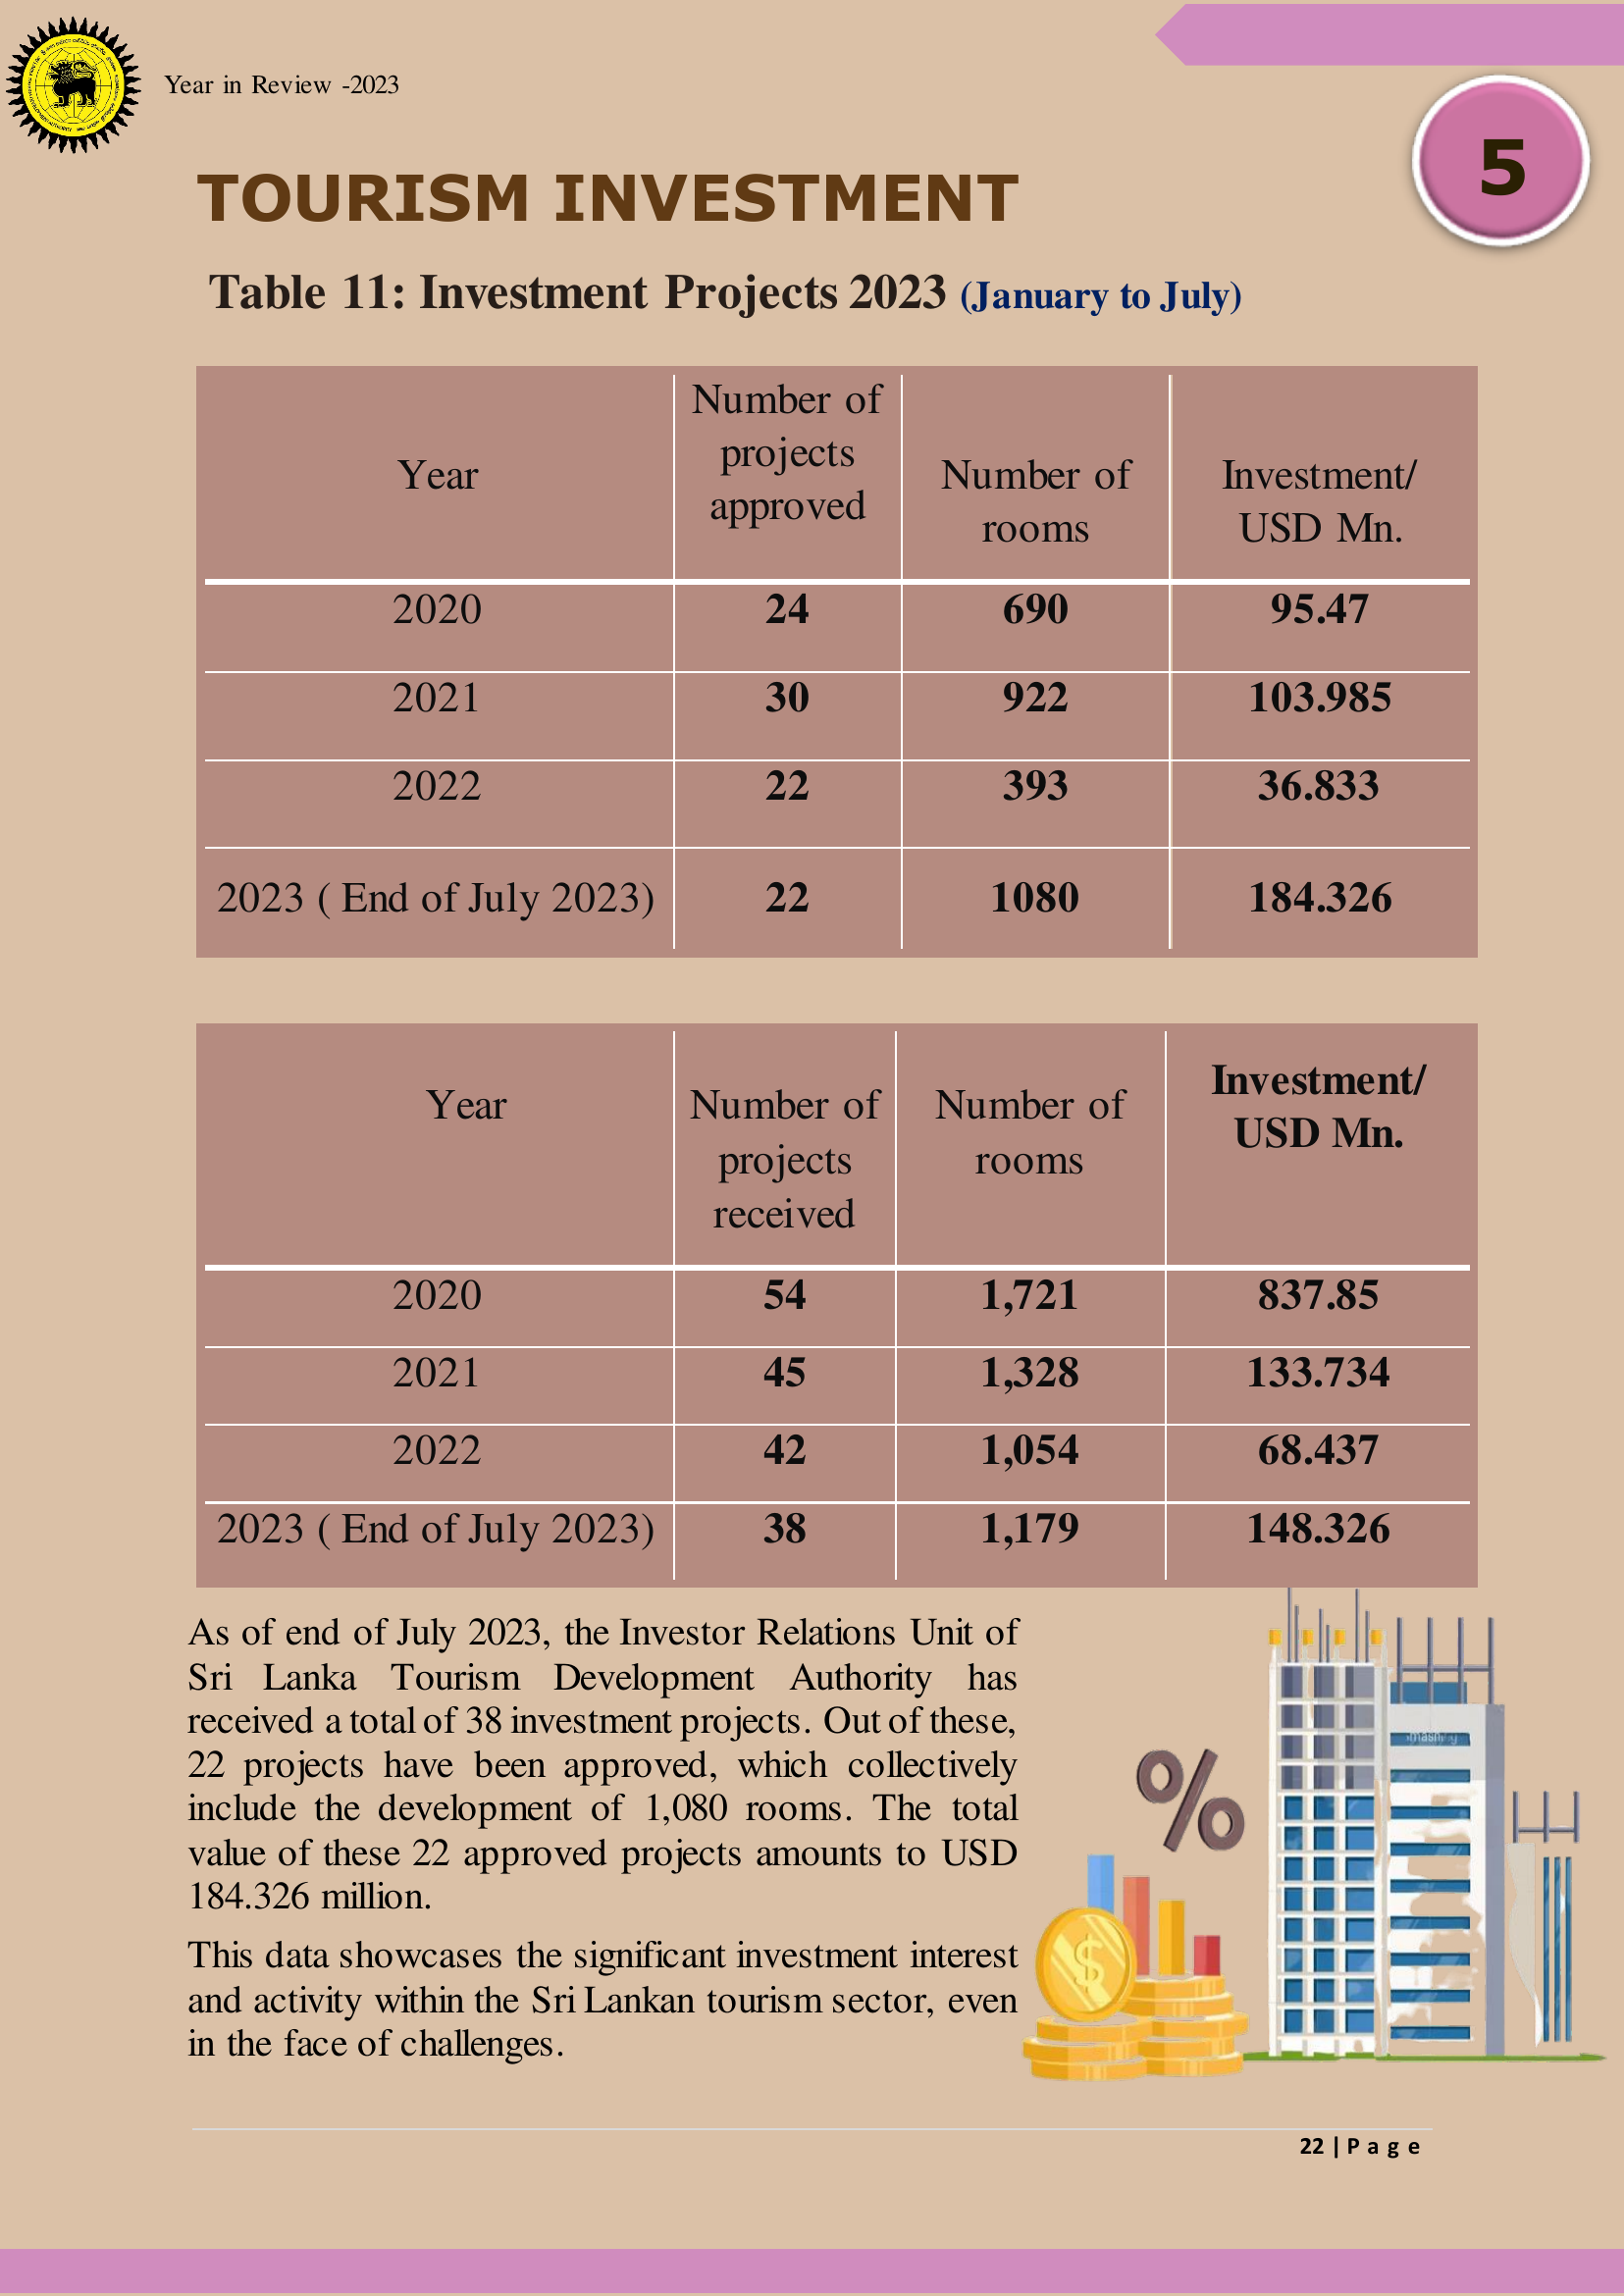 Year in Review -2023
5
TOURISM INVESTMENT
Table 11: Investment Projects 2023 (January to July)
Year
Number of
projects
approved
Number of
rooms
Investment/
USD Mn.
2020 24 690 95.47
2021 30 922 103.985
2022 22 393 36.833
2023 ( End of July 2023) 22 1080 184.326
Year
Number of
projects
received
Number of
rooms
Investment/
USD Mn.
2020 54 1,721 837.85
2021 45 1,328 133.734
2022 42 1,054 68.437
2023 ( End of July 2023) 38 1,179 148.326
As of end of July 2023, the Investor Relations Unit of
Sri Lanka Tourism Development Authority has
received a total of 38 investment projects. Out of these,
22 projects have been approved, which collectively
include the development of 1,080 rooms. The total
value of these 22 approved projects amounts to USD
184.326 million.
This data showcases the significant investment interest
and activity within the Sri Lankan tourism sector, even
in the face of challenges.
%
$
22 | P a g e